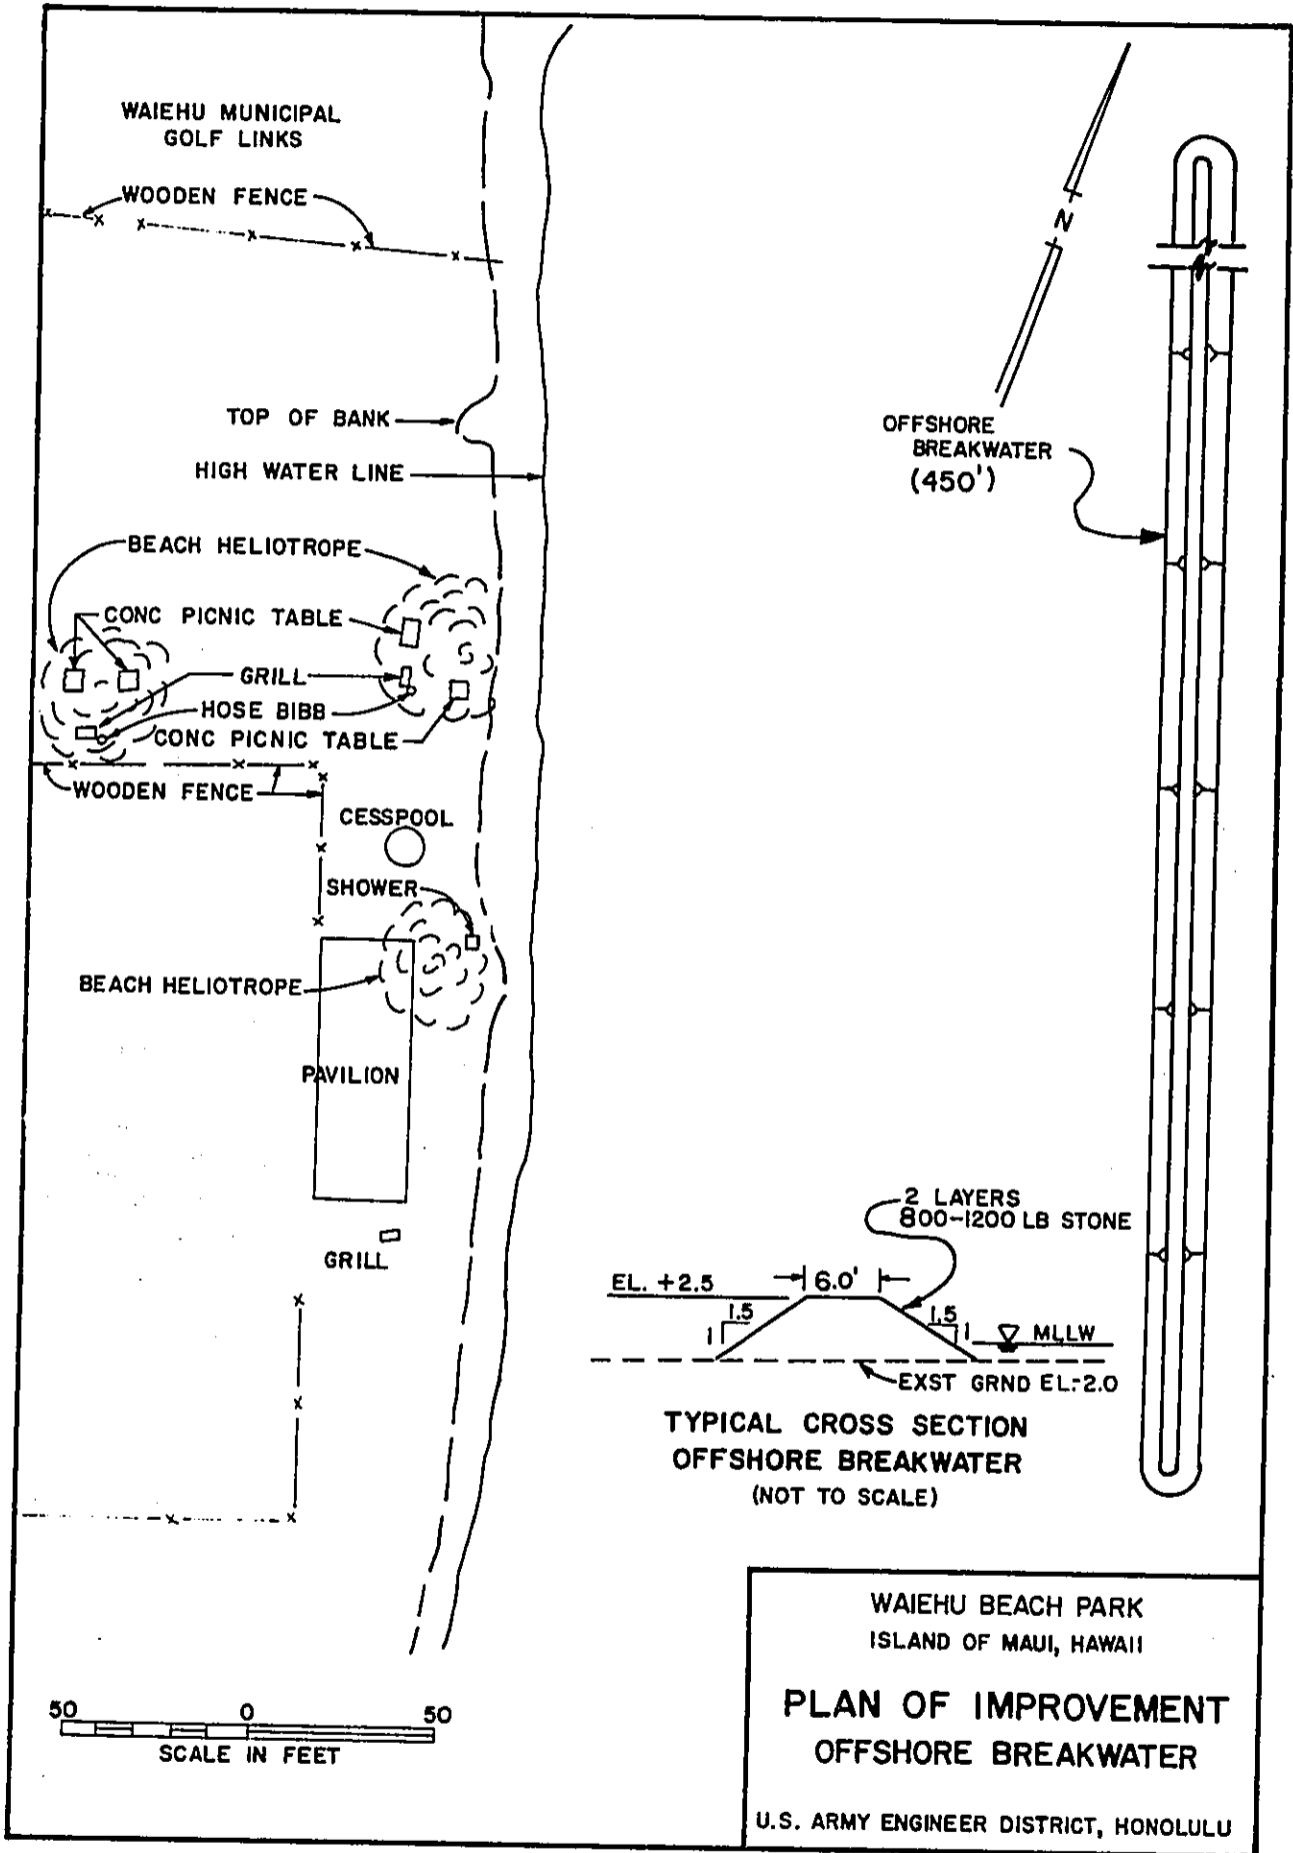 WAIEHU MUNICIPAL
GOLF LINKS
WOODEN FENCE
N
TOP OF BANK
HIGH WATER LINE
OFFSHORE
BREAKWATER
(450')
BEACH HELIOTROPE
CONC PICNIC TABLE
GRILL
HOSE BIBB
CONC PICNIC TABLE
WOODEN FENCE
CESSPOOL
SHOWER
BEACH HELIOTROPE
PAVILION
GRILL
2 LAYERS
800-1200 LB STONE
EL. +2.5
6.0'
1.5
1
1.5
1
MLLW
EXST GRND EL.-2.0
TYPICAL CROSS SECTION
OFFSHORE BREAKWATER
(NOT TO SCALE)
50 0 50
SCALE IN FEET
WAIEHU BEACH PARK
ISLAND OF MAUI, HAWAII
PLAN OF IMPROVEMENT
OFFSHORE BREAKWATER
U.S. ARMY ENGINEER DISTRICT, HONOLULU